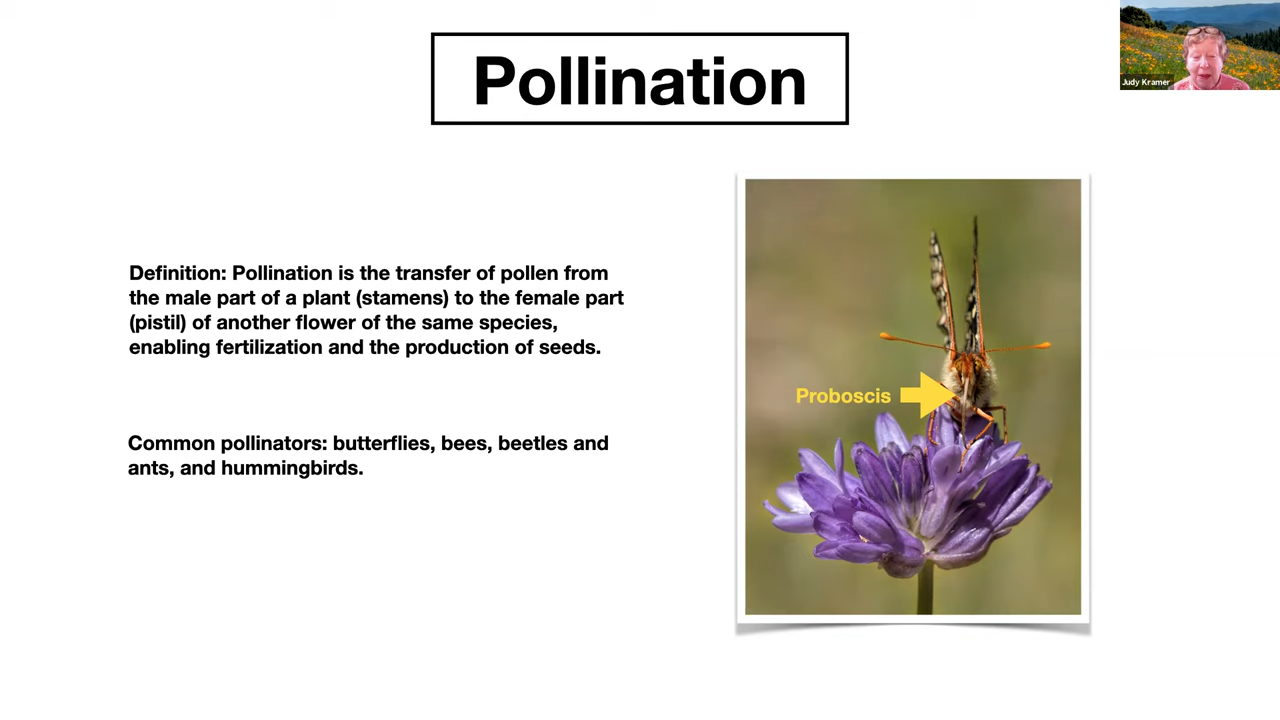 Pollination
Judy Kramer
Definition: Pollination is the transfer of pollen from
the male part of a plant (stamens) to the female part
(pistil) of another flower of the same species,
enabling fertilization and the production of seeds.
Proboscis
Common pollinators: butterflies, bees, beetles and
ants, and hummingbirds.